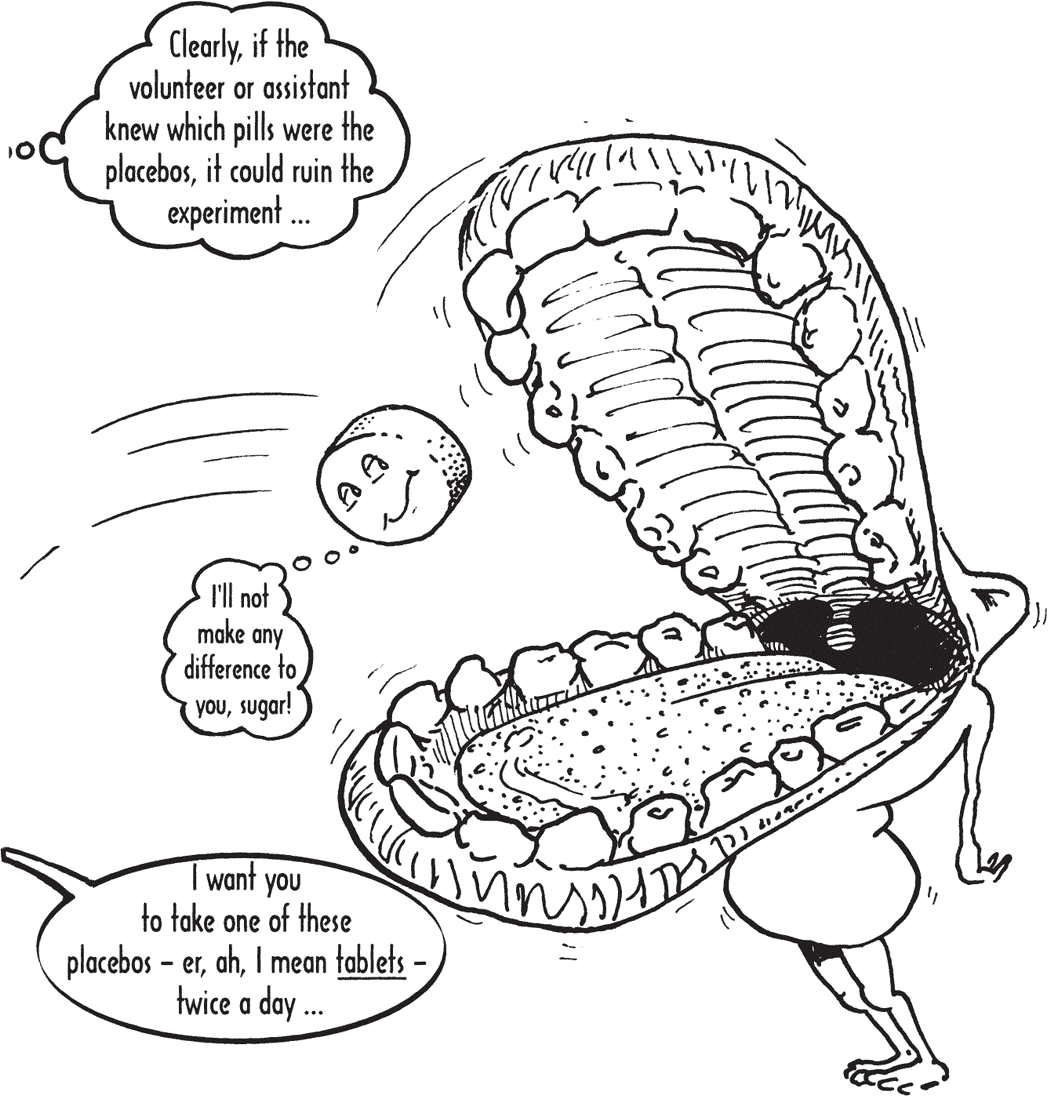 Clearly, if the
volunteer or assistant
knew which pills were the
placebos, it could ruin the
experiment ...
I'll not
make any
difference to
you, sugar!
I want you
to take one of these
placebos – er, ah, I mean tablets –
twice a day ...